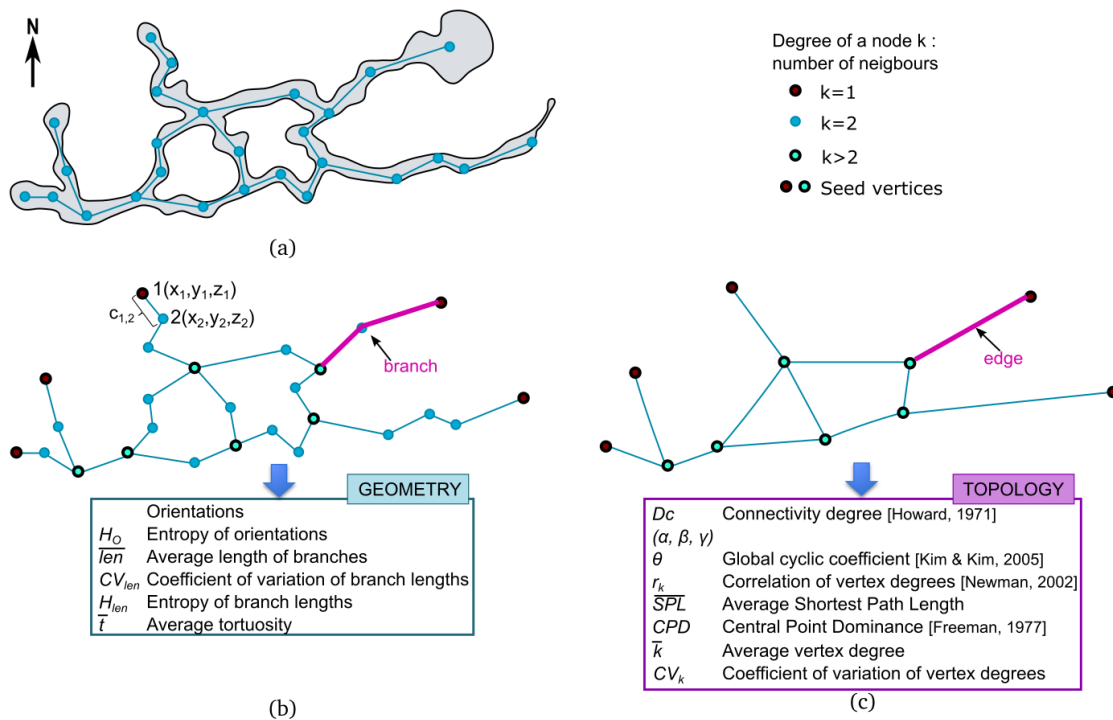 N
(a)
Degree of a node k :
number of neigbours
k=1
k=2
k>2
Seed vertices
1(x1,y1,z1)
c1,2
2(x2,y2,z2)
branch
GEOMETRY
Orientations
HO Entropy of orientations
len Average length of branches
CVlen Coefficient of variation of branch lengths
Hlen Entropy of branch lengths
t Average tortuosity
(b)
edge
TOPOLOGY
Dc Connectivity degree [Howard, 1971]
(α, β, γ)
θ Global cyclic coefficient [Kim & Kim, 2005]
rk Correlation of vertex degrees [Newman, 2002]
SPL Average Shortest Path Length
CPD Central Point Dominance [Freeman, 1977]
k Average vertex degree
CVk Coefficient of variation of vertex degrees
(c)